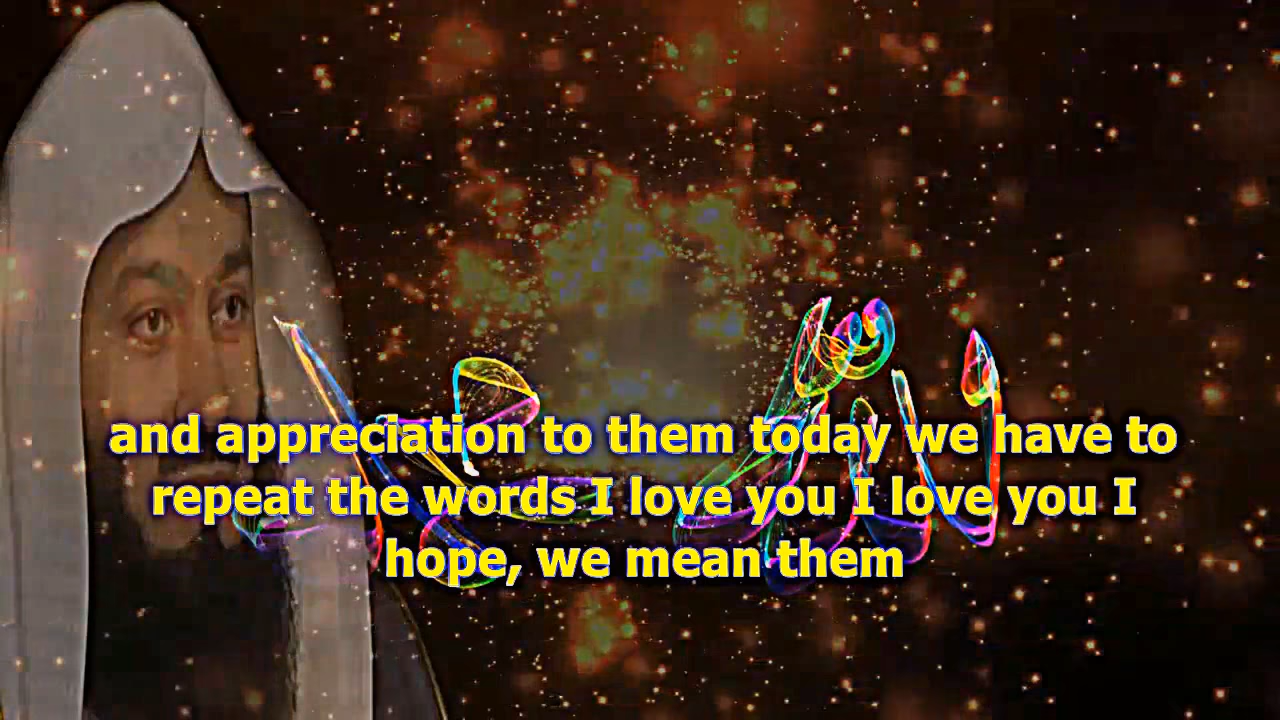 and appreciation to them today we have to
repeat the words I love you I love you I
hope, we mean them